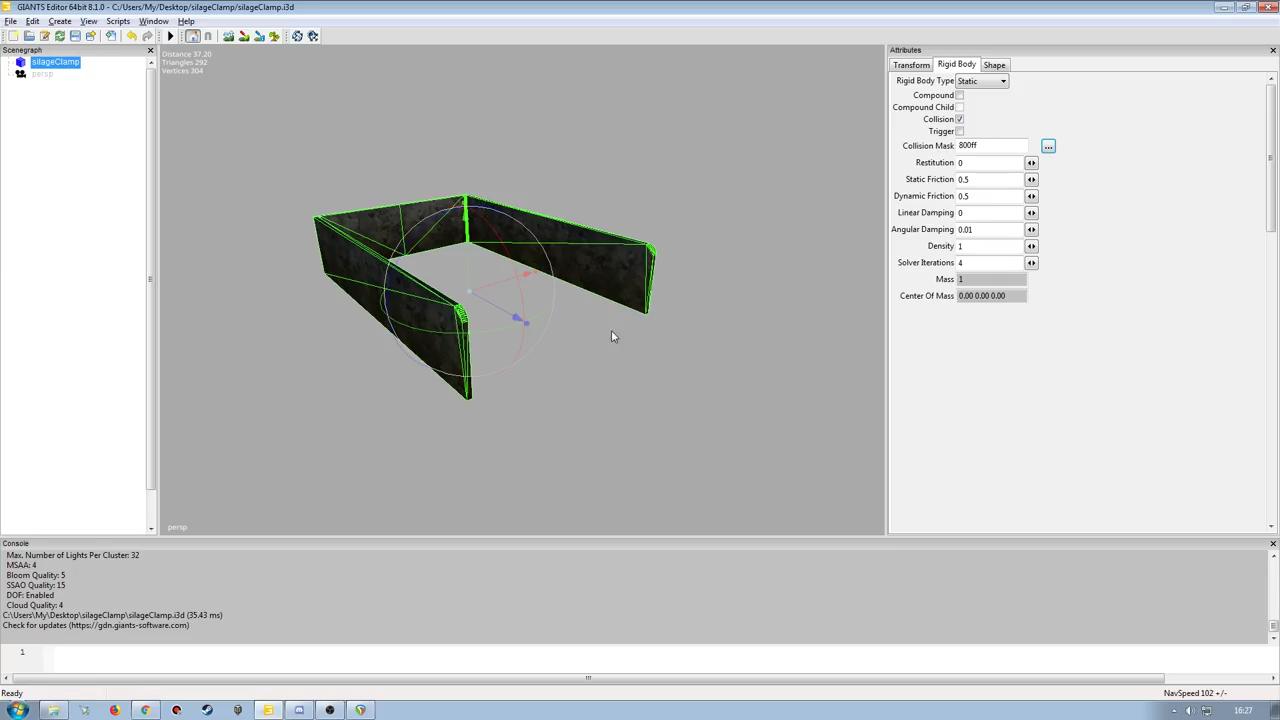 GIANTS Editor 64bit 8.1.0 - C:/Users/My/Desktop/silageClamp/silageClamp.i3d
File Edit Create View Scripts Window Help
Scenegraph
silageClamp
persp
Distance 37.20
Triangles 292
Vertices 304
persp
Attributes
Transform Rigid Body Shape
Rigid Body Type Static
Compound
Compound Child
Collision
Trigger
Collision Mask 800ff ...
Restitution 0
Static Friction 0.5
Dynamic Friction 0.5
Linear Damping 0
Angular Damping 0.01
Density 1
Solver Iterations 4
Mass 1
Center Of Mass 0.00 0.00 0.00
Console
Max. Number of Lights Per Cluster: 32
MSAA: 4
Bloom Quality: 5
SSAO Quality: 15
DOF: Enabled
Cloud Quality: 4
C:\Users\My\Desktop\silageClamp\silageClamp.i3d (35.43 ms)
Check for updates (https://gdn.giants-software.com)
1
Ready
NavSpeed 102 +/-
16:27